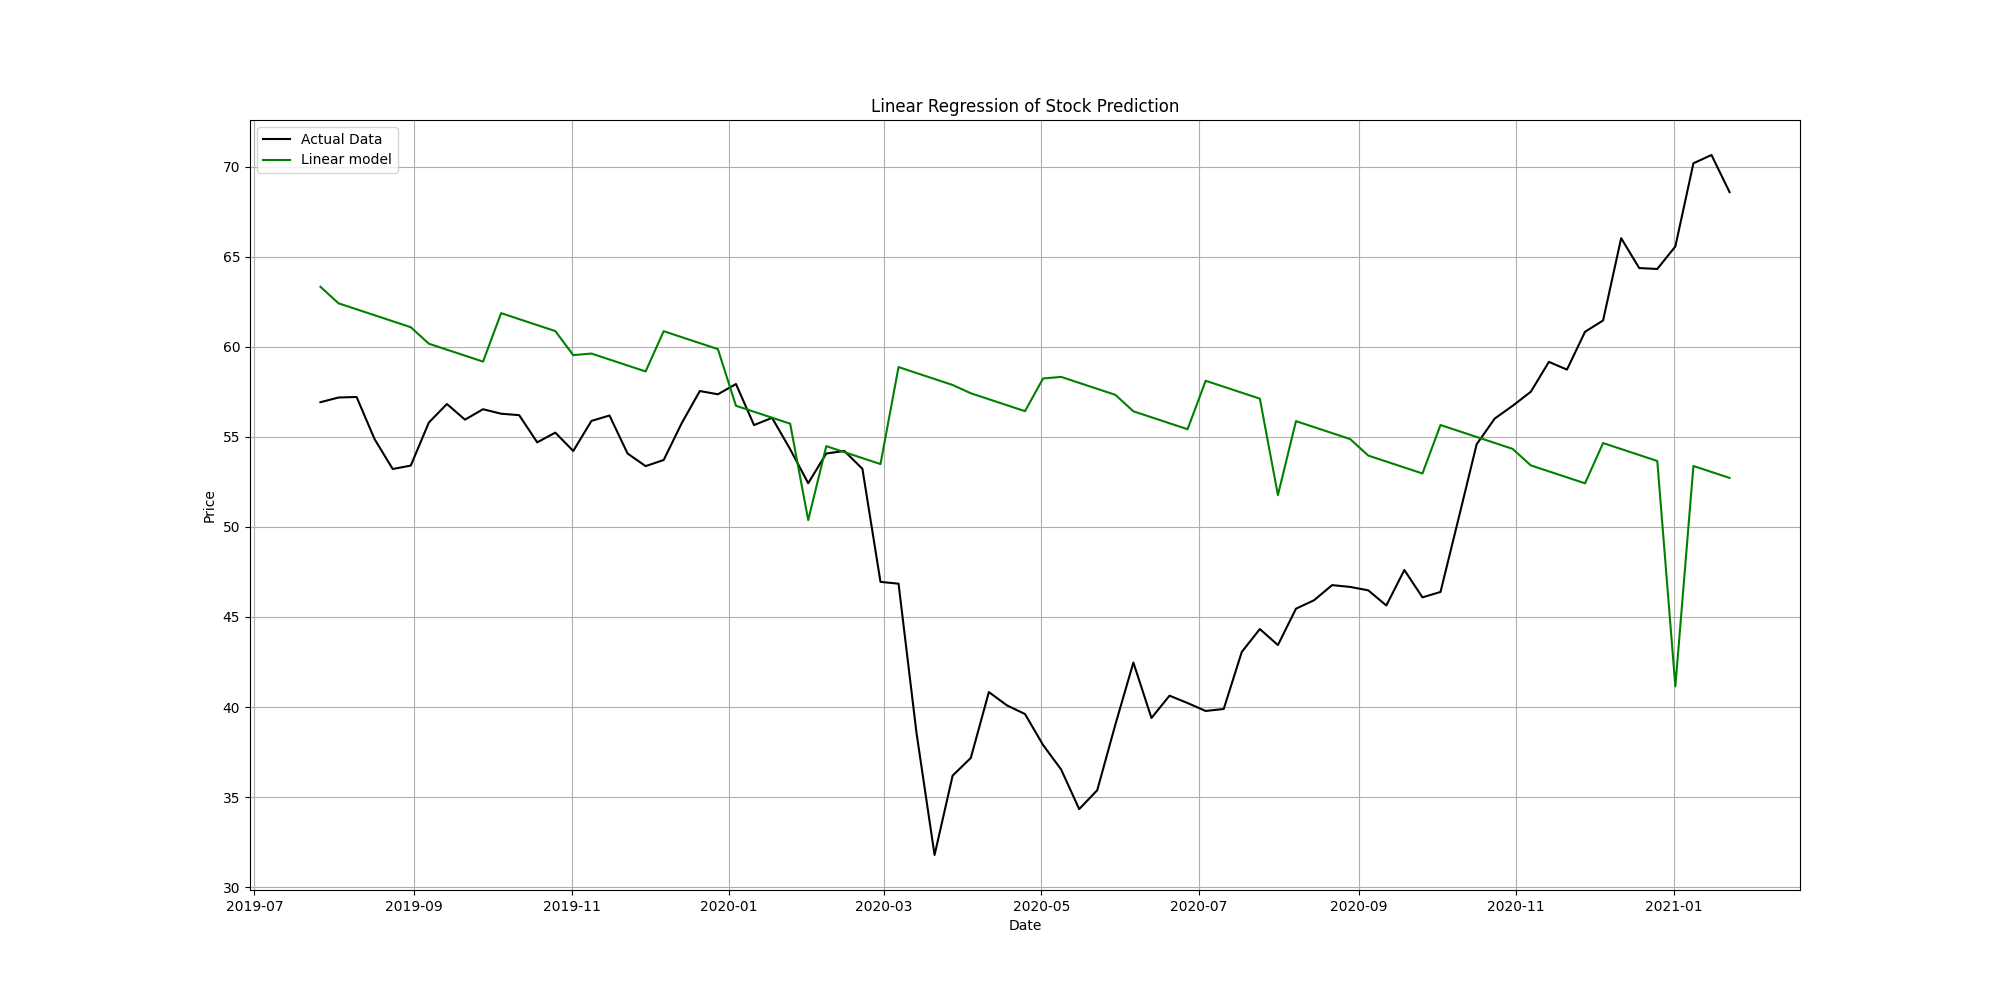 Linear Regression of Stock Prediction
Actual Data
Linear model
70
65
60
55
50
45
40
35
30
Price
2019-07 2019-09 2019-11 2020-01 2020-03 2020-05 2020-07 2020-09 2020-11 2021-01
Date